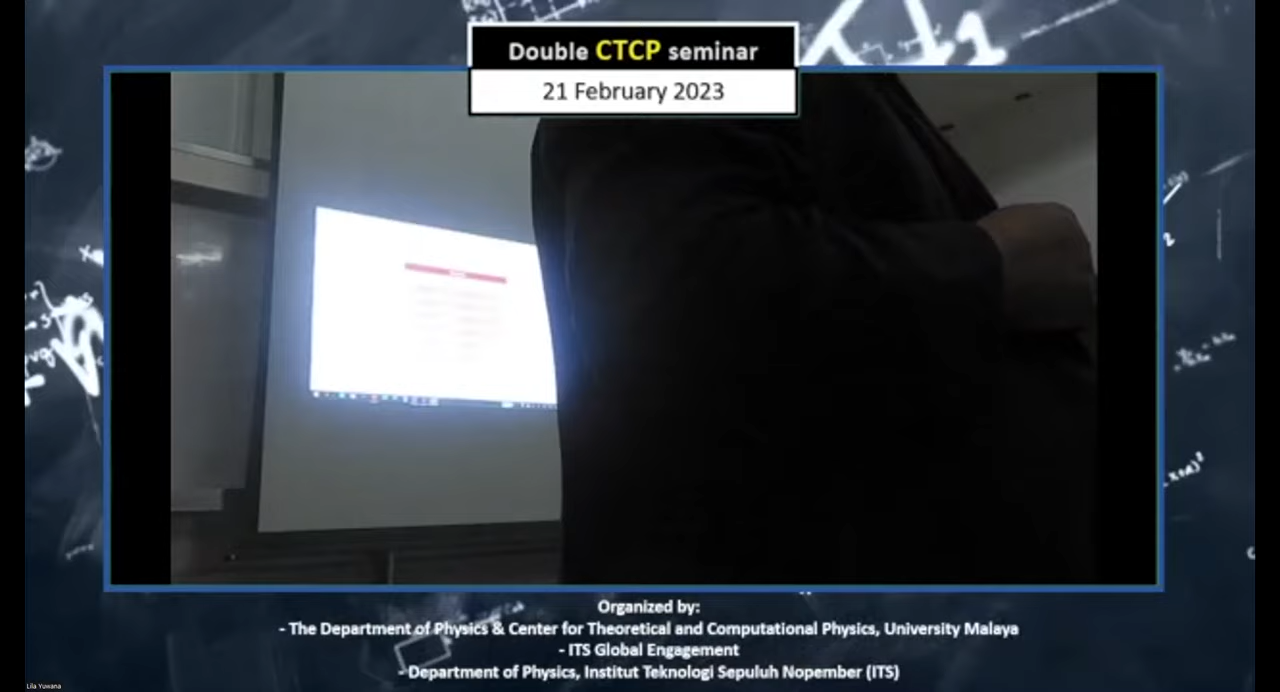 Double CTCP seminar
21 February 2023
Organized by:
- The Department of Physics & Center for Theoretical and Computational Physics, University Malaya
- ITS Global Engagement
- Department of Physics, Institut Teknologi Sepuluh Nopember (ITS)
Lila Yuwana